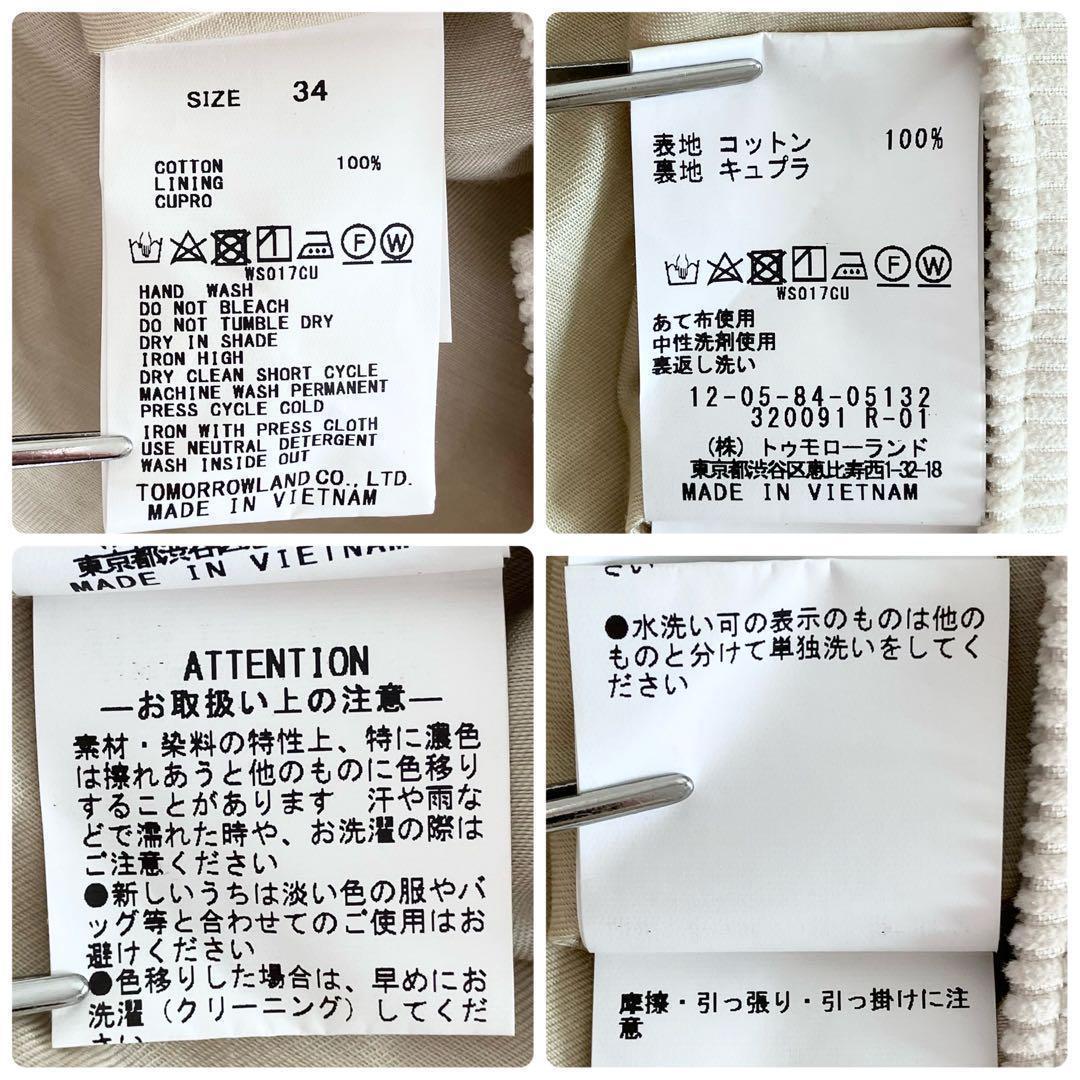 SIZE 34
COTTON 100%
LINING
CUPRO
F W
WS017CU
HAND WASH
DO NOT BLEACH
DO NOT TUMBLE DRY
DRY IN SHADE
IRON HIGH
DRY CLEAN SHORT CYCLE
MACHINE WASH PERMANENT
PRESS CYCLE COLD
IRON WITH PRESS CLOTH
USE NEUTRAL DETERGENT
WASH INSIDE OUT
TOMORROWLAND CO., LTD.
MADE IN VIETNAM
表地 コットン 100%
裏地 キュプラ
F W
WS017CU
あて布使用
中性洗剤使用
裏返し洗い
12-05-84-05132
320091 R-01
(株) トゥモローランド
東京都渋谷区恵比寿西1-32-18
MADE IN VIETNAM
東京都渋谷区
MADE IN VIETNAM
ATTENTION
—お取扱い上の注意—
素材・染料の特性上、特に濃色
は擦れあうと他のものに色移り
することがあります 汗や雨な
どで濡れた時や、お洗濯の際は
ご注意ください
●新しいうちは淡い色の服やバ
ッグ等と合わせてのご使用はお
避けください
●色移りした場合は、早めにお
洗濯（クリーニング）してくだ
さい
さい
●水洗い可の表示のものは他の
ものと分けて単独洗いをしてく
ださい
摩擦・引っ張り・引っ掛けに注
意